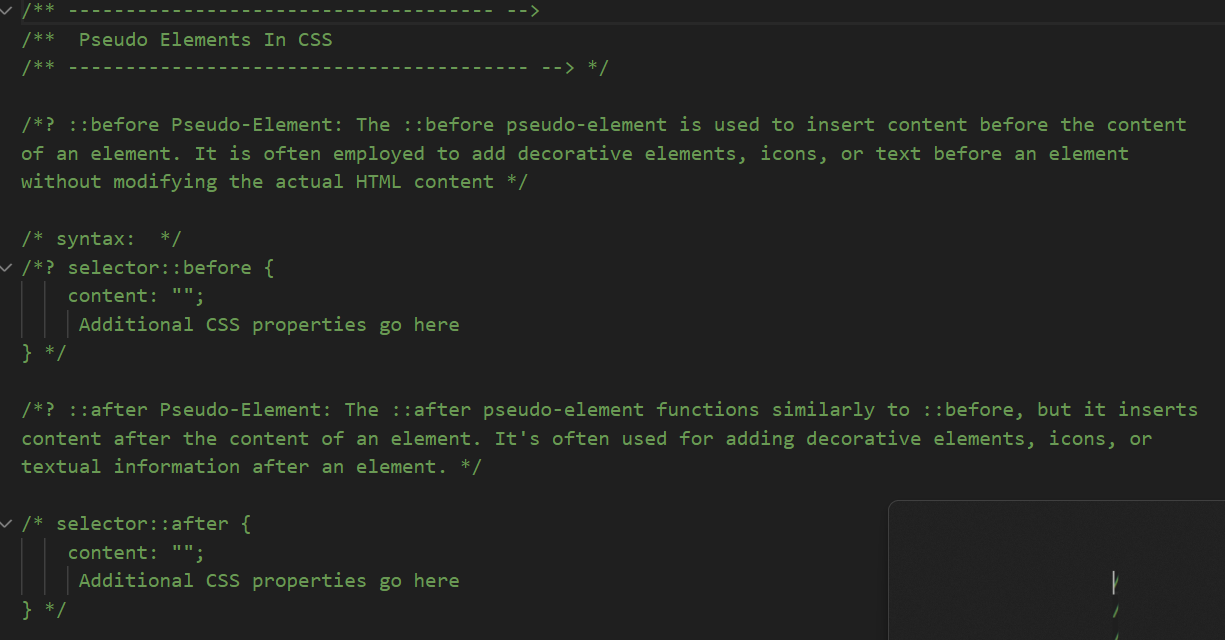 /** ------------------------------------- -->
/**  Pseudo Elements In CSS
/** ---------------------------------------- --> */
/*? ::before Pseudo-Element: The ::before pseudo-element is used to insert content before the content
of an element. It is often employed to add decorative elements, icons, or text before an element
without modifying the actual HTML content */
/* syntax:  */
/*? selector::before {
    content: "";
     Additional CSS properties go here
} */
/*? ::after Pseudo-Element: The ::after pseudo-element functions similarly to ::before, but it inserts
content after the content of an element. It's often used for adding decorative elements, icons, or
textual information after an element. */
/* selector::after {
    content: "";
     Additional CSS properties go here
} */